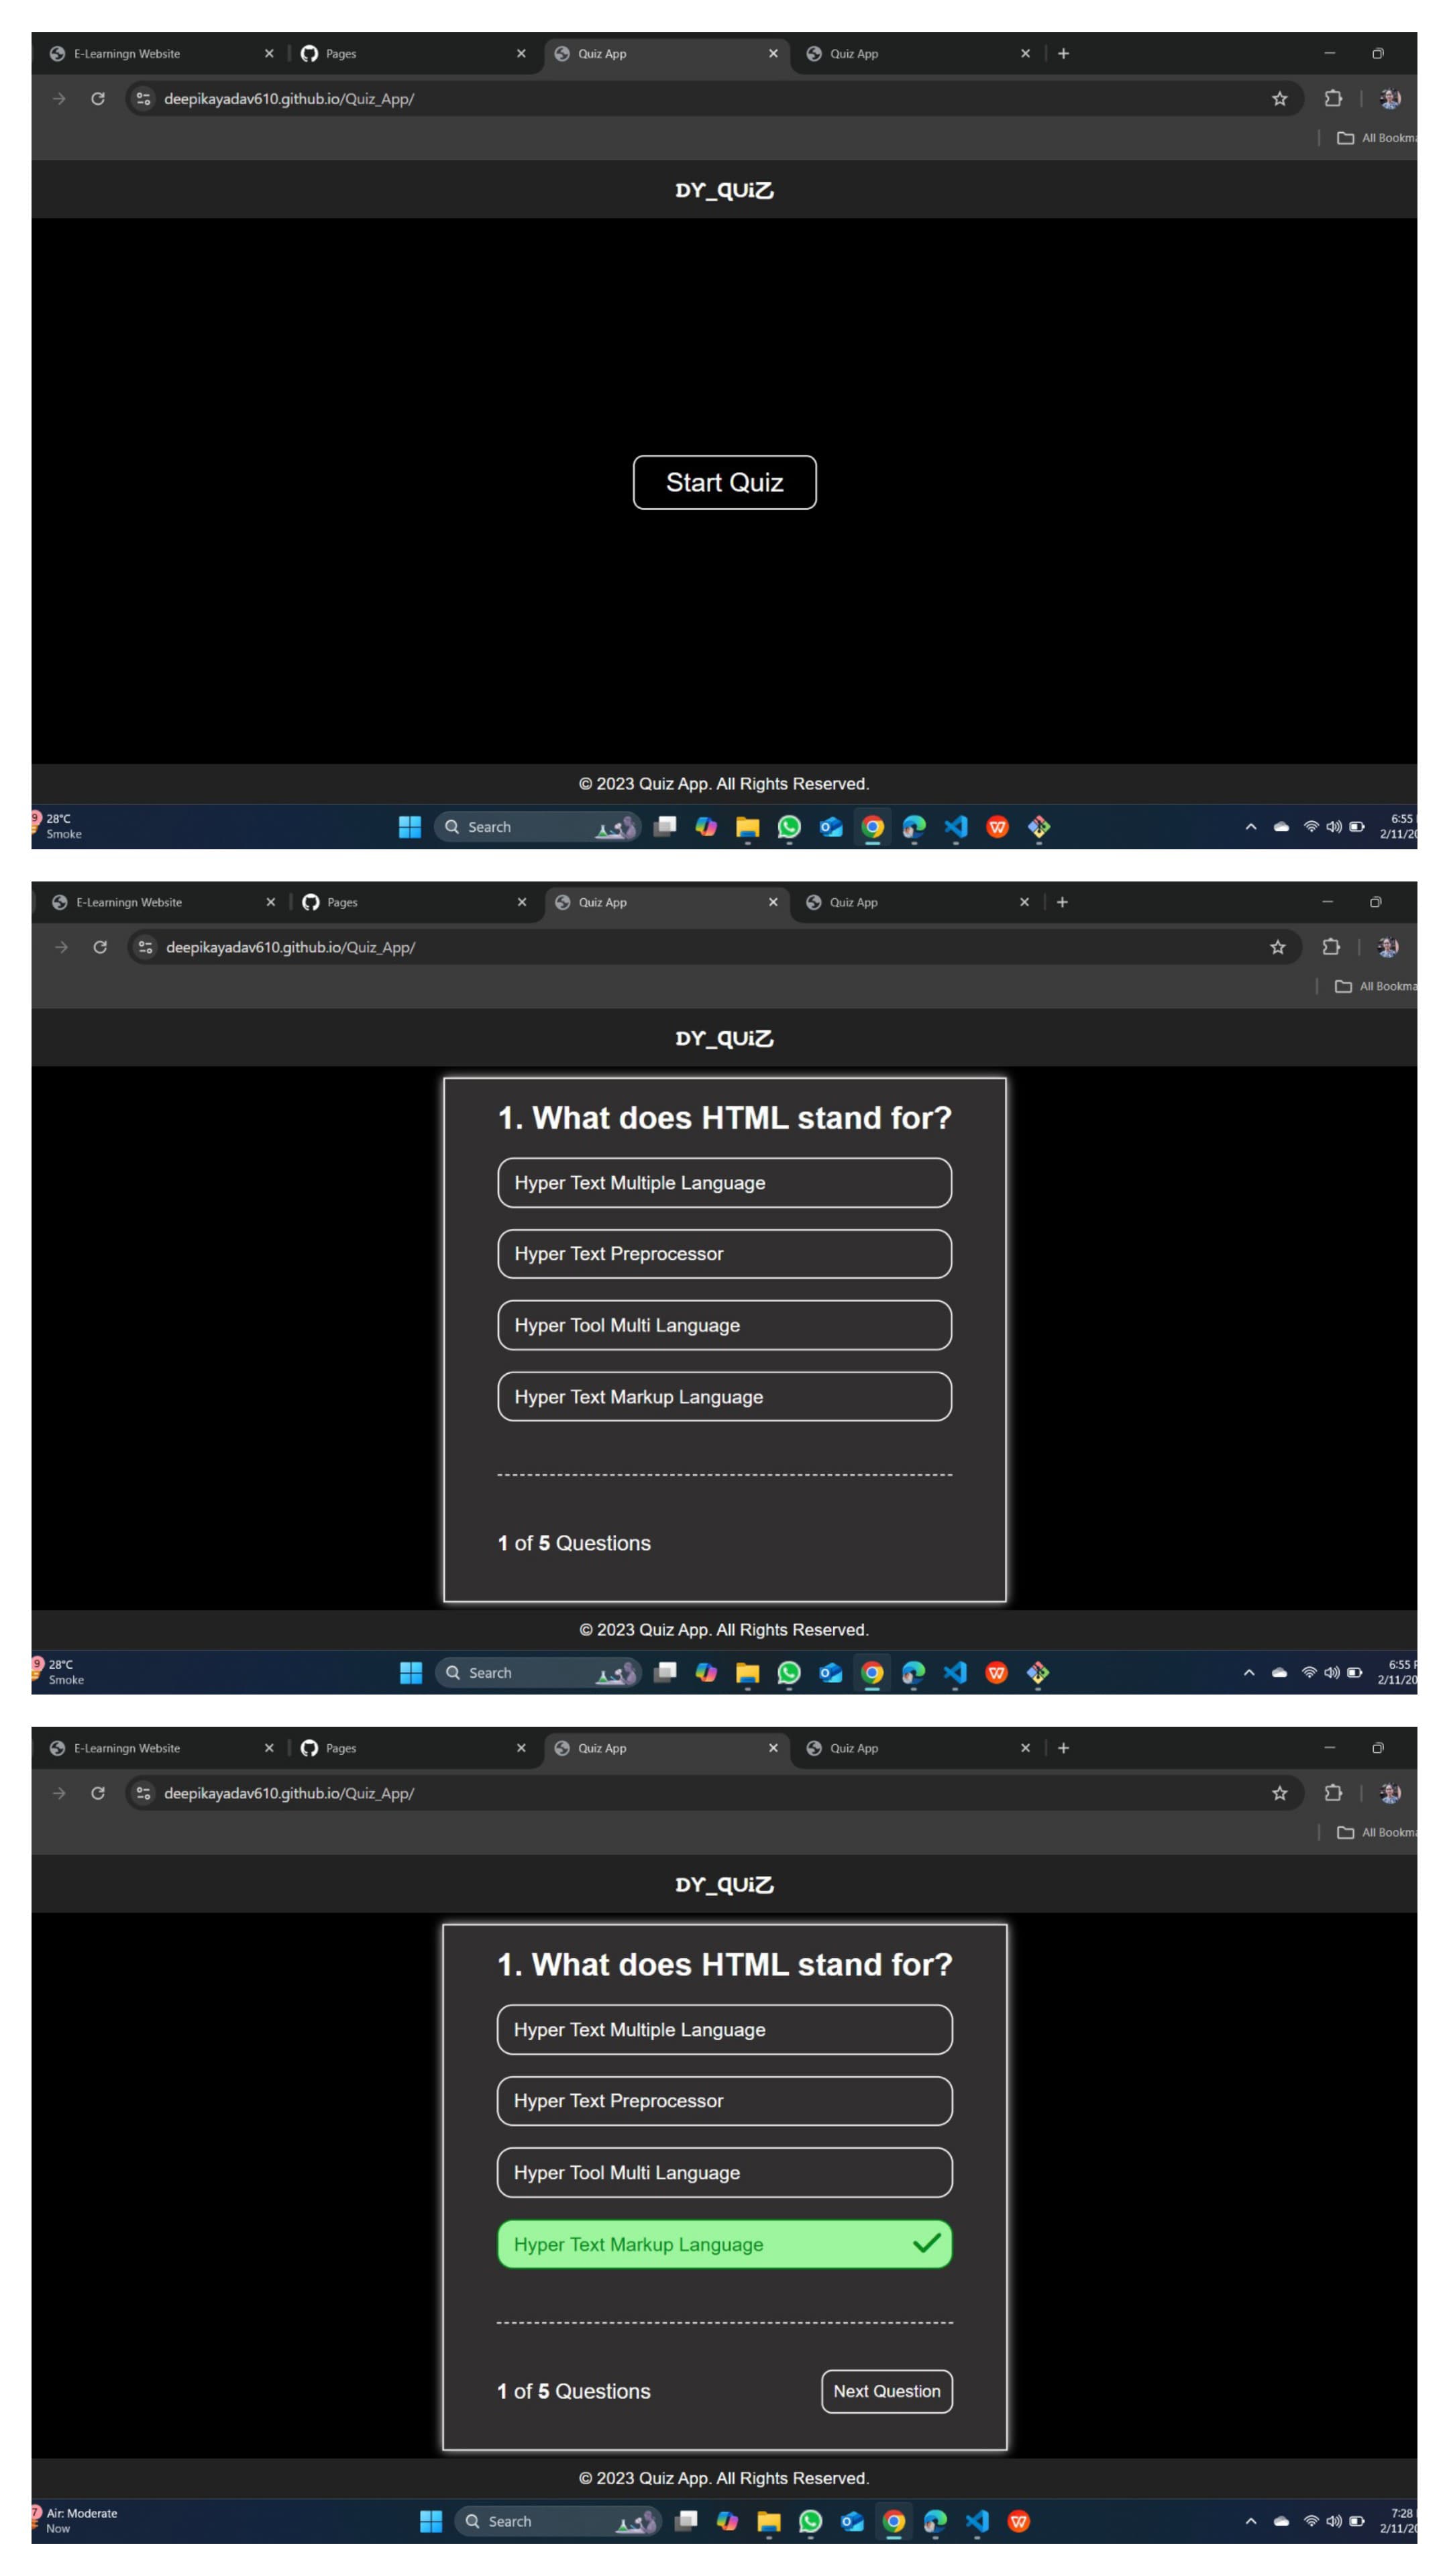 E-Learningn Website
Pages
Quiz App
Quiz App
deepikayadav610.github.io/Quiz_App/
All Bookma
DY_QUiZ
Start Quiz
© 2023 Quiz App. All Rights Reserved.
9
28°C
Smoke
Search
6:55
2/11/20
E-Learningn Website
Pages
Quiz App
Quiz App
deepikayadav610.github.io/Quiz_App/
All Bookma
DY_QUiZ
1. What does HTML stand for?
Hyper Text Multiple Language
Hyper Text Preprocessor
Hyper Tool Multi Language
Hyper Text Markup Language
1 of 5 Questions
© 2023 Quiz App. All Rights Reserved.
9
28°C
Smoke
Search
6:55 P
2/11/20
E-Learningn Website
Pages
Quiz App
Quiz App
deepikayadav610.github.io/Quiz_App/
All Bookma
DY_QUiZ
1. What does HTML stand for?
Hyper Text Multiple Language
Hyper Text Preprocessor
Hyper Tool Multi Language
Hyper Text Markup Language
1 of 5 Questions
Next Question
© 2023 Quiz App. All Rights Reserved.
7
Air: Moderate
Now
Search
7:28
2/11/20